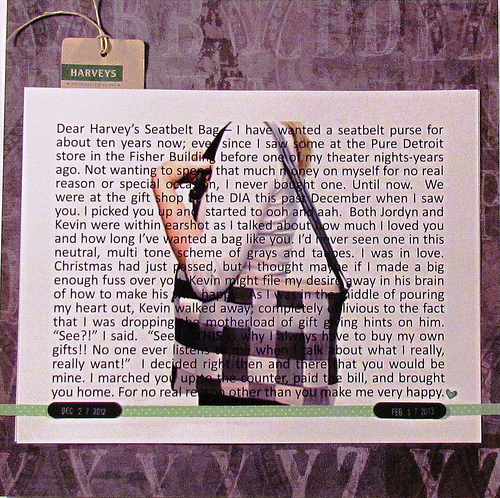 HARVEYS
Dear Harvey's Seatbelt Bag – I have wanted a seatbelt purse for
about ten years now; ever since I saw some at the Pure Detroit
store in the Fisher Building before one of my theater nights-years
ago. Not wanting to spend that much money on myself for no real
reason or special occasion, I never bought one. Until now. We
were at the gift shop at the DIA this past December when I saw
you. I picked you up and started to ooh and aah. Both Jordyn and
Kevin were within earshot as I talked about how much I loved you
and how long I've wanted a bag like you. I'd never seen one in this
neutral, multi tone scheme of grays and taupes. I was in love.
Christmas had just passed, but I thought maybe if I made a big
enough fuss over you, Kevin might file my desire away in his brain
of how to make his happy. As I was in the middle of pouring
my heart out, Kevin walked away; completely oblivious to the fact
that I was dropping the motherload of gift giving hints on him.
"See?!" I said. "See THIS is why I always have to buy my own
gifts!! No one ever listens to me when I talk about what I really,
really want!" I decided right then and there that you would be
mine. I marched you up to the counter, paid the bill, and brought
you home. For no real reason other than you make me very happy.
DEC 27 2012
FEB 17 2013